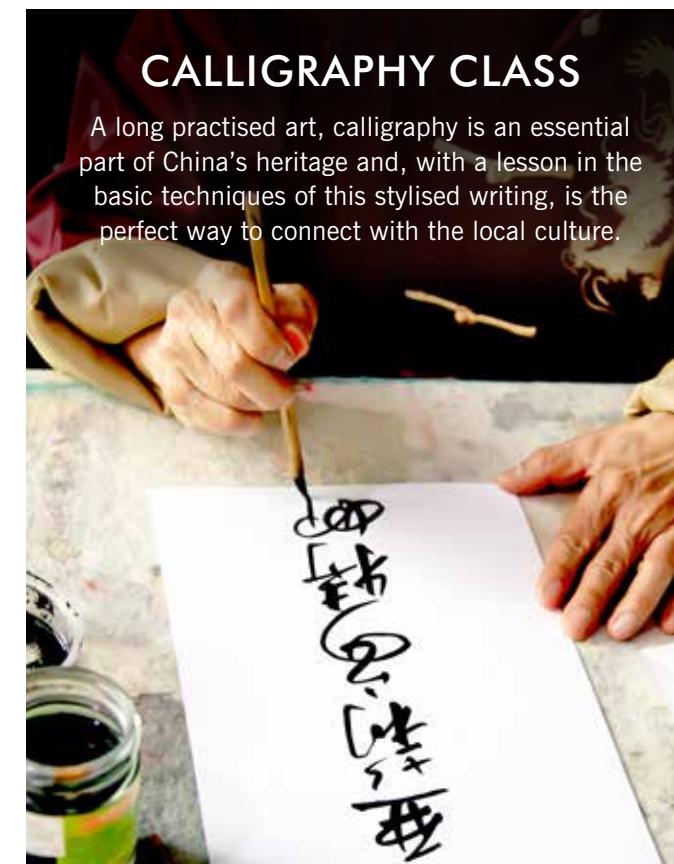 CALLIGRAPHY CLASS
A long practised art, calligraphy is an essential
part of China's heritage and, with a lesson in the
basic techniques of this stylised writing, is the
perfect way to connect with the local culture.